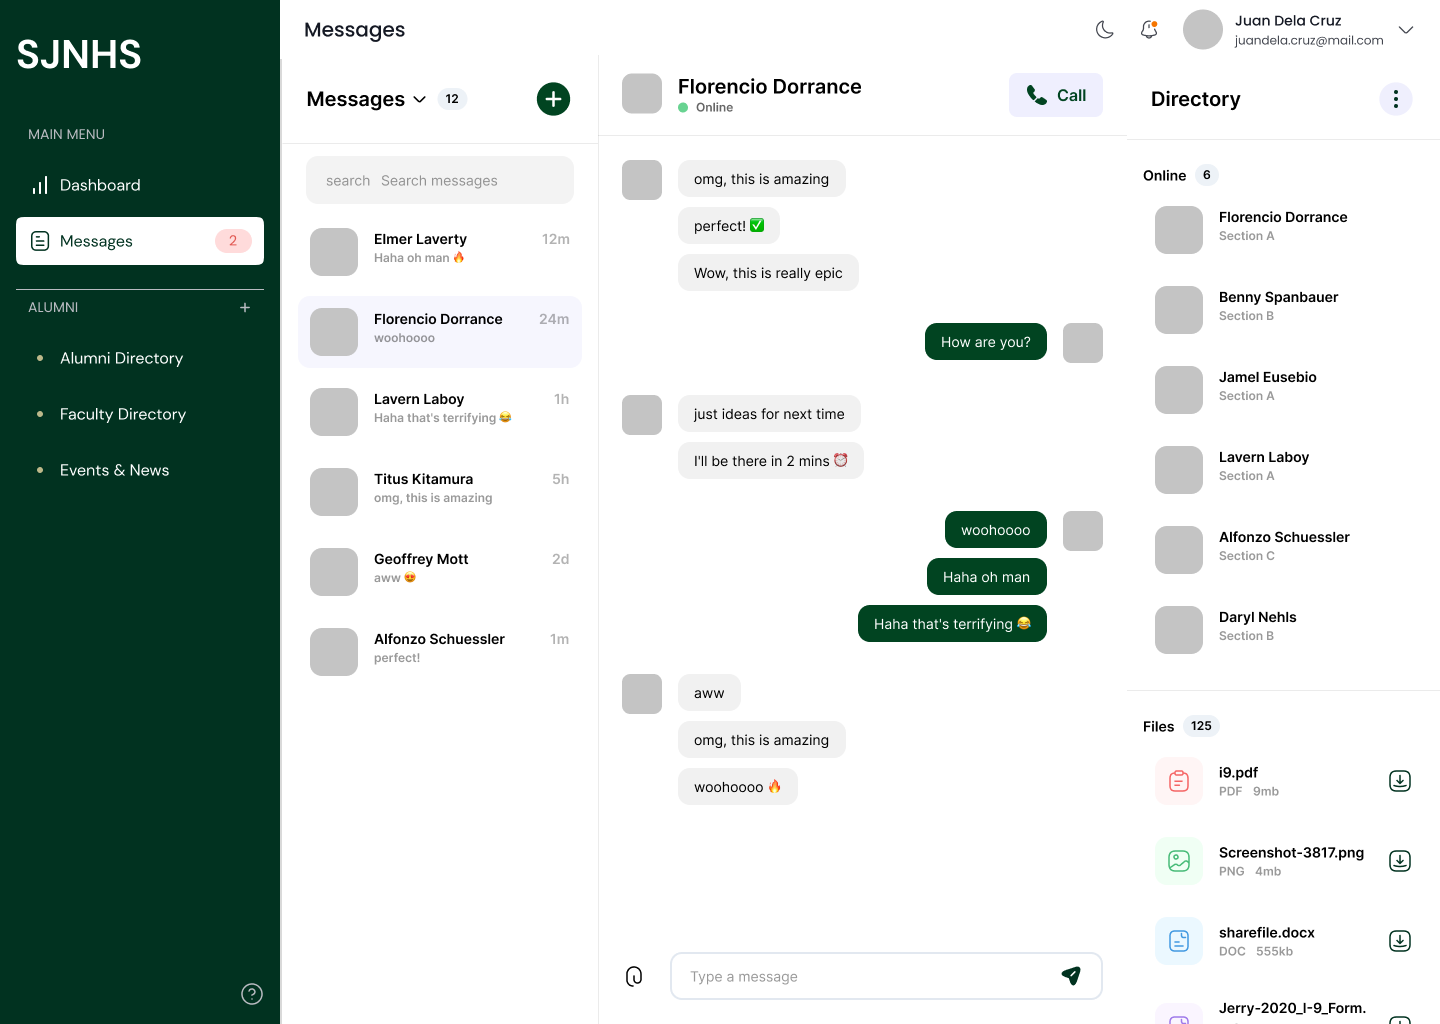 SJNHS
MAIN MENU
Dashboard
Messages 2
ALUMNI +
Alumni Directory
Faculty Directory
Events & News
Messages
Juan Dela Cruz
juandela.cruz@mail.com
Messages 12
search Search messages
Elmer Laverty 12m
Haha oh man 🔥
Florencio Dorrance 24m
woohoooo
Lavern Laboy 1h
Haha that's terrifying 😂
Titus Kitamura 5h
omg, this is amazing
Geoffrey Mott 2d
aww 😍
Alfonzo Schuessler 1m
perfect!
Florencio Dorrance
Online
Call
omg, this is amazing
perfect! ✅
Wow, this is really epic
How are you?
just ideas for next time
I'll be there in 2 mins ⏰
woohoooo
Haha oh man
Haha that's terrifying 😂
aww
omg, this is amazing
woohoooo 🔥
Type a message
Directory
Online 6
Florencio Dorrance
Section A
Benny Spanbauer
Section B
Jamel Eusebio
Section A
Lavern Laboy
Section A
Alfonzo Schuessler
Section C
Daryl Nehls
Section B
Files 125
i9.pdf
PDF 9mb
Screenshot-3817.png
PNG 4mb
sharefile.docx
DOC 555kb
Jerry-2020_I-9_Form.